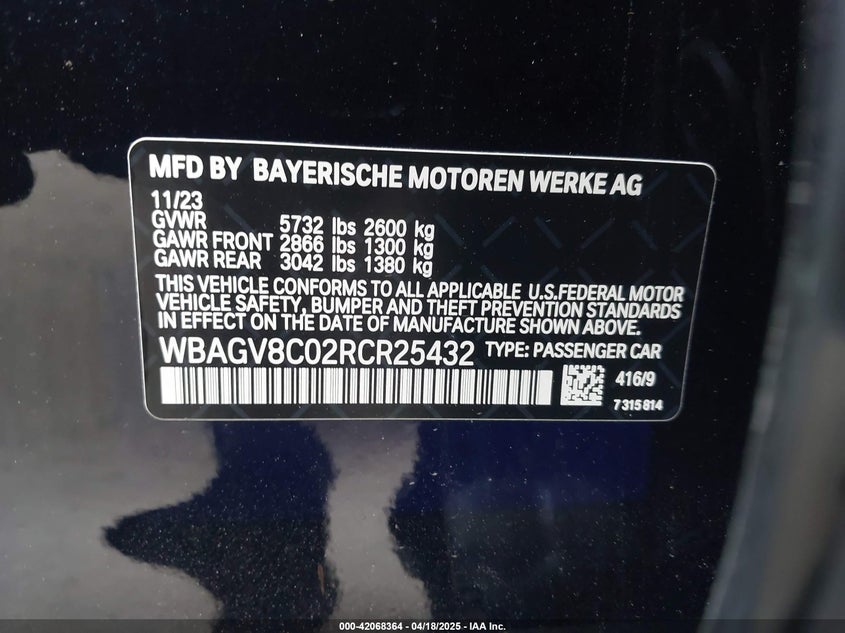 MFD BY BAYERISCHE MOTOREN WERKE AG
11/23
GVWR 5732 lbs 2600 kg
GAWR FRONT 2866 lbs 1300 kg
GAWR REAR 3042 lbs 1380 kg
THIS VEHICLE CONFORMS TO ALL APPLICABLE U.S.FEDERAL MOTOR
VEHICLE SAFETY, BUMPER AND THEFT PREVENTION STANDARDS
IN EFFECT ON THE DATE OF MANUFACTURE SHOWN ABOVE.
WBAGV8C02RCR25432 TYPE: PASSENGER CAR
416/9
7315814
000-42068364 | 04/18/2025 - IAA Inc.